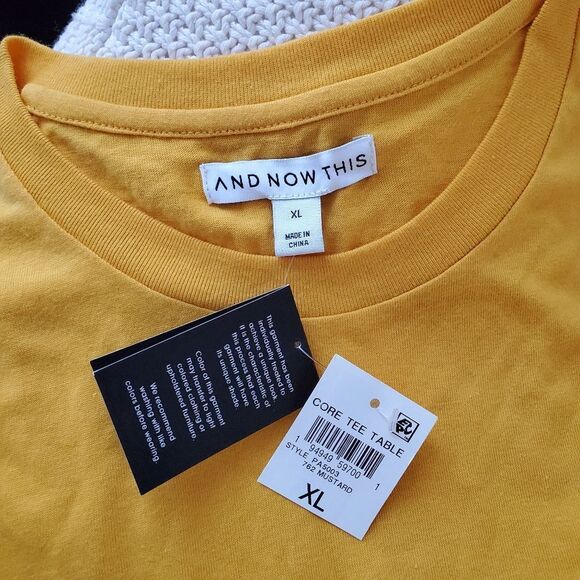 AND NOW THIS
XL
MADE IN
CHINA
This garment has been
individually treated to
achieve a unique look
It is the characteristic of
this process that each
garment will have
its unique shade
Color of this garment
may transfer to light
colored clothing or
upholstered furniture.
We recommend
washing with like
colors before wearing.
CORE TEE TABLE
1 94949 59700 1
STYLE PA5003
762 MUSTARD
XL